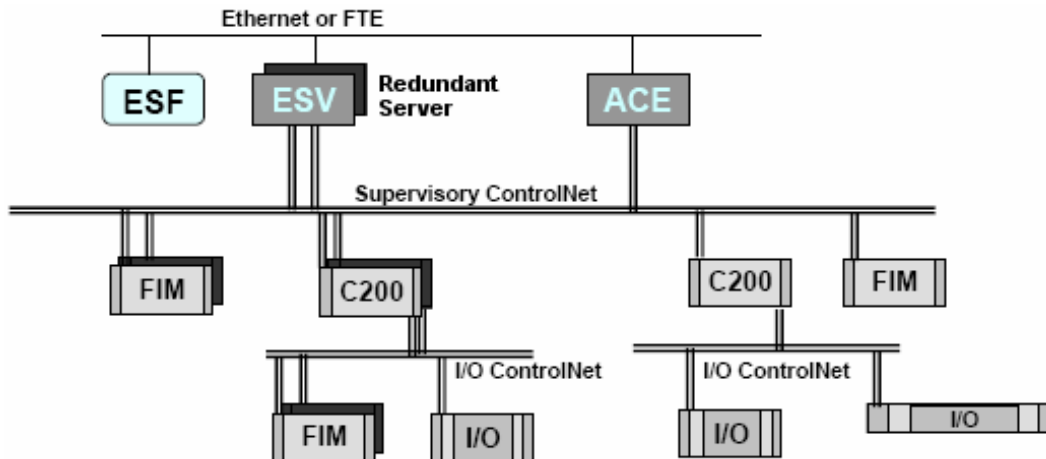 Ethernet or FTE
ESF
ESV
Redundant
Server
ACE
Supervisory ControlNet
FIM
C200
C200
FIM
I/O ControlNet
I/O ControlNet
FIM
I/O
I/O
I/O